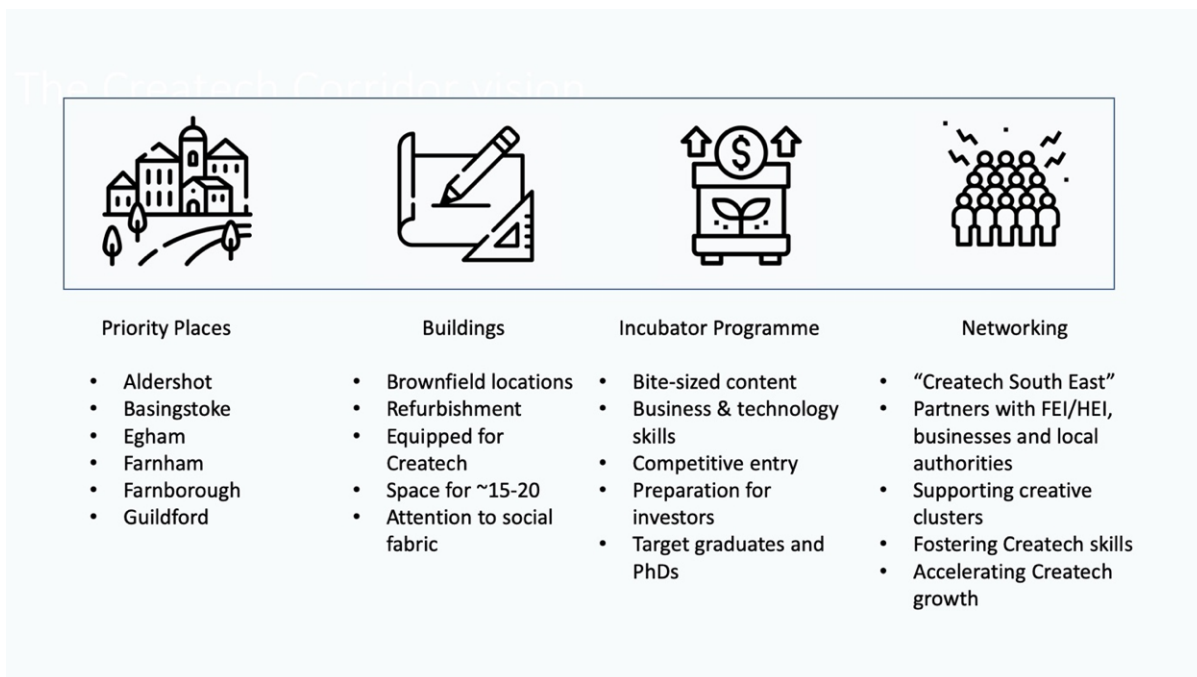 The Createch Corridor vision
$
Priority Places
• Aldershot
• Basingstoke
• Egham
• Farnham
• Farnborough
• Guildford
Buildings
• Brownfield locations
• Refurbishment
• Equipped for
Createch
• Space for ~15-20
• Attention to social
fabric
Incubator Programme
• Bite-sized content
• Business & technology
skills
• Competitive entry
• Preparation for
investors
• Target graduates and
PhDs
Networking
• “Createch South East”
• Partners with FEI/HEI,
businesses and local
authorities
• Supporting creative
clusters
• Fostering Createch skills
• Accelerating Createch
growth